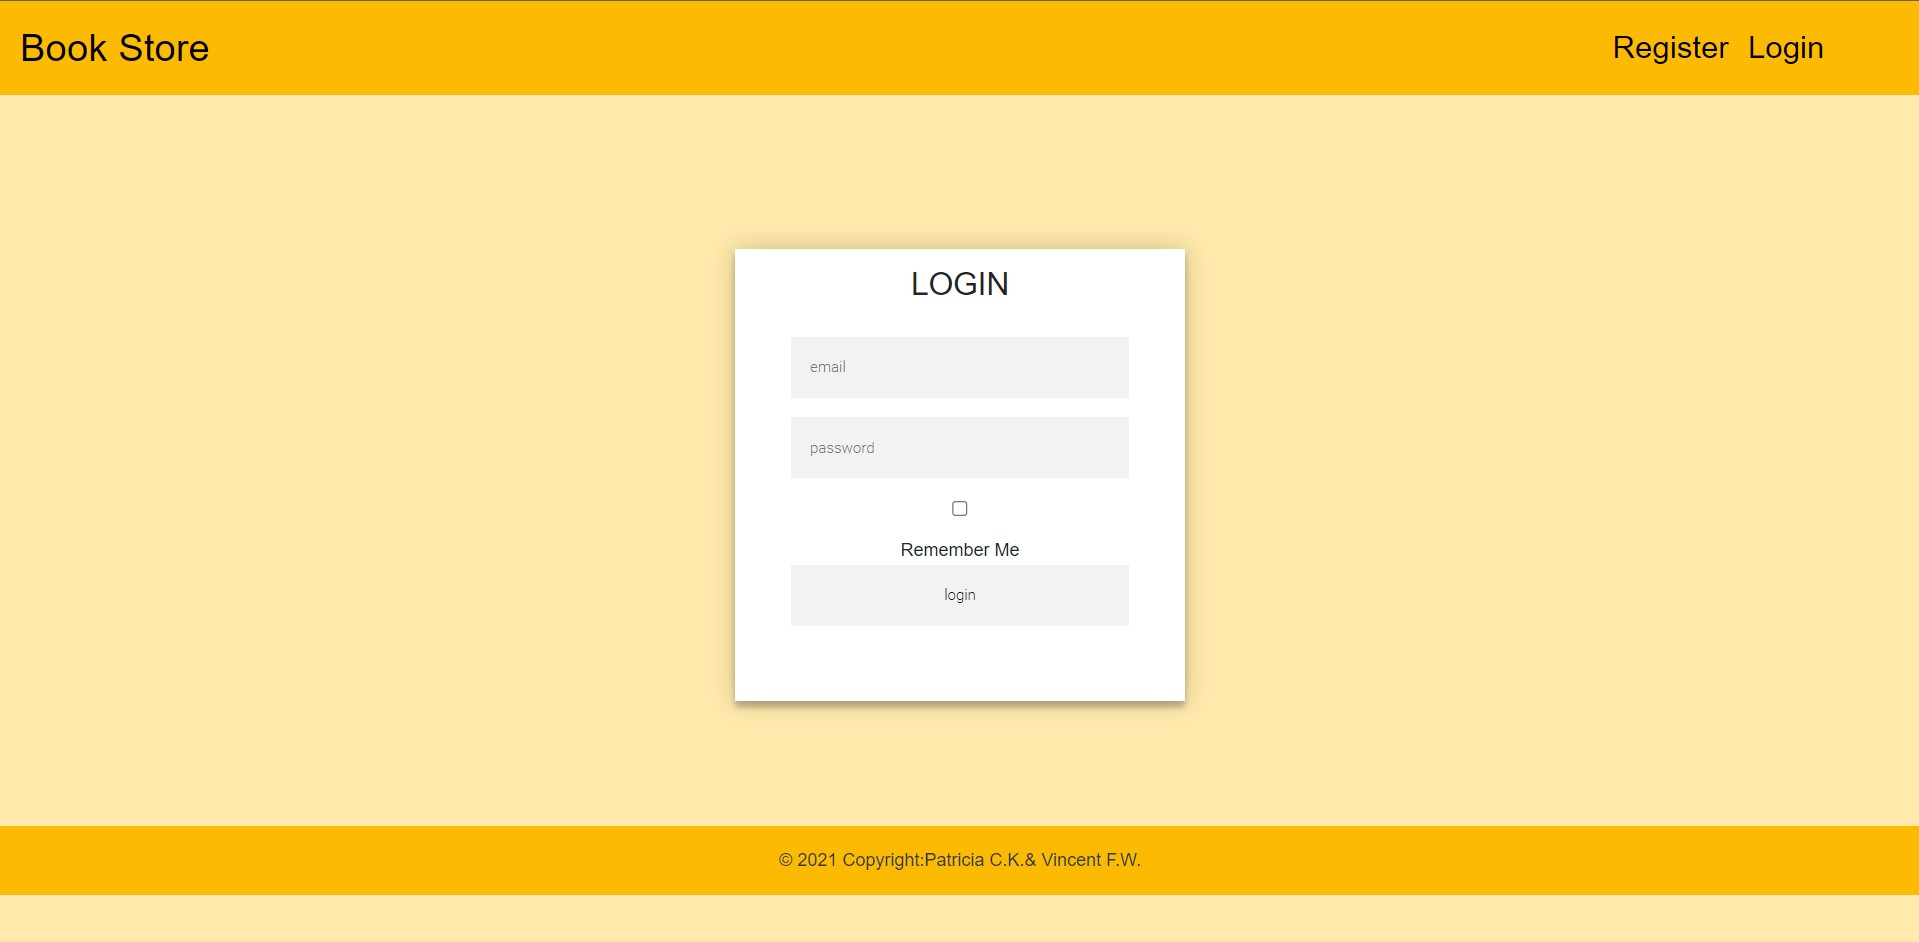 Book Store
Register Login
LOGIN
email
password
Remember Me
login
© 2021 Copyright:Patricia C.K.& Vincent F.W.